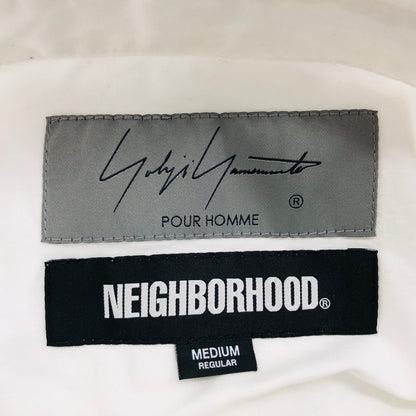 Yohji Yamamoto ®
POUR HOMME
NEIGHBORHOOD®
MEDIUM
REGULAR